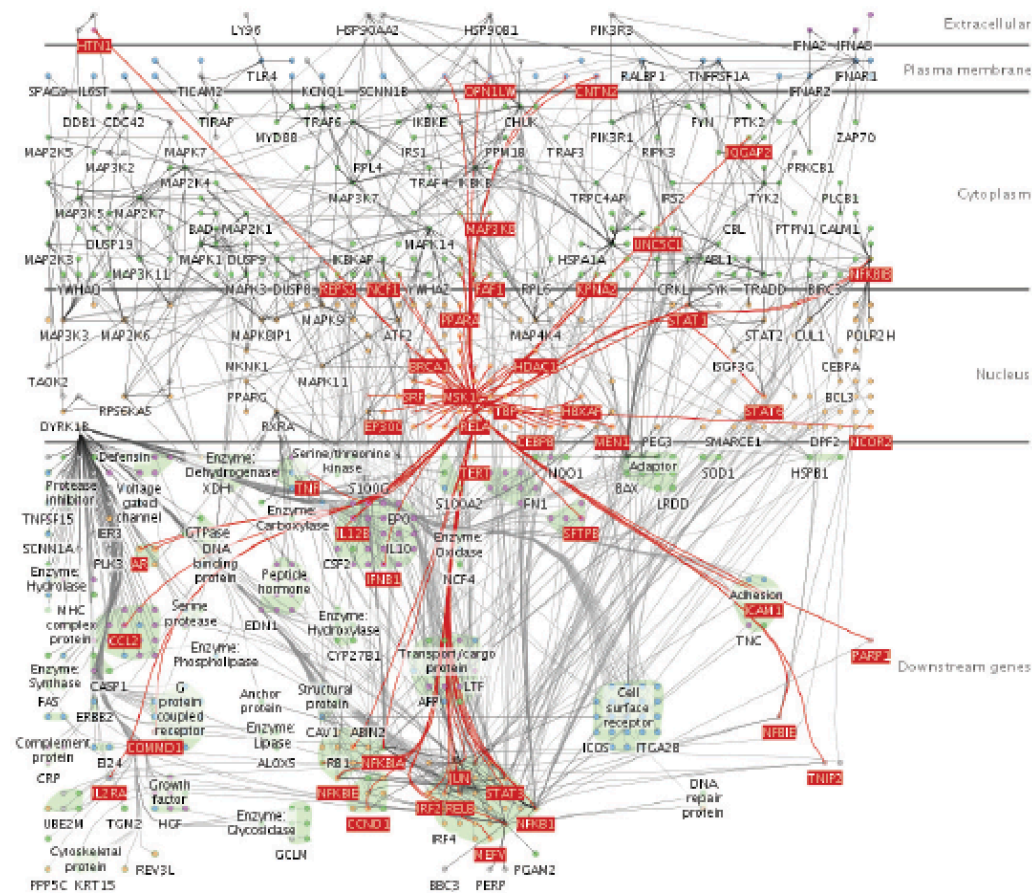 LY96 HSP90AA2 HSP90B1 PIK3R3 Extracellular
HTN1 IFNA2 IFNA8
SPAG9 IL6ST TICAM2 TLR4 KCNQ1 SCNN1B OPN1LW CNTN2 RALBP1 TNFRSF1A IFNAR2 IFNAR1 Plasma membrane
DDB1 CDC42 TIRAP MYD88 TRAF6 IKBKE CHUK PIK3R1 FYN PTK2 ZAP70
MAP2K5 MAP3K2 MAPK7 IRS1 PPM1B TRAF3 RIPK3 IQGAP2 PRKCB1
MAP2K4 RPL4 TRAF4 IKBKB
MAP3K5 MAP2K7 MAP3K7 TRPC4AP IRS2 TYK2 PLCB1 Cytoplasm
DUSP19 BAD MAP2K1 MAPK14 MAP3K8 UNC5CL CBL PTPN1 CALM1
MAP2K3 MAP3K11 MAPK1 DUSP9 IKBKAP HSPA1A ABL1 NFKBIB
YWHAQ MAPK3 DUSP8 REPS2 NCF1 YWHAZ FAF1 RPL6 KPNA2 CRKL SYK TRADD BIRC3
MAP3K3 MAP2K6 MAPK8IP1 MAPK9 ATF2 PPARA MAP4K4 STAT1 STAT2 CUL1 POLR2H
TAOK2 NKNK1 MAPK11 BRCA1 HDAC1 ISGF3G CEBPA Nucleus
RPS6KA5 PPARG SRF NSK1 TBP STAT6 BCL3
DYRK1B RXRA EP300 RELA CEBPB MEN1 PEG3 SMARCE1 DPF2 NCOR2
Defensin Enzyme: Dehydrogenase Serine/threonine kinase TERT NQO1 Adaptor SOD1 HSPB1
Protease inhibitor Voltage gated channel XDH TNF S100G S100A2 FN1 BAX LRDD
TNFSF15 IER3 GTPase Enzyme: Carboxylase EPO
SCNN1A PLK3 AR DNA binding protein IL12B IL10 Enzyme: Oxidase SFTPB
Enzyme: Hydrolase CSF2 IFNB1 NCF4
Peptide hormone Adhesion
MHC complex protein CCL2 Serine protease EDN1 Enzyme: Hydroxylase ICAM1
Enzyme: Phospholipase CYP27B1 TNC
Enzyme: Synthase CASP1 Transport/cargo protein PARP1 Downstream genes
FAS ERBB2 G protein coupled receptor Anchor protein Structural protein AFP LTF Cell surface receptor
Complement protein COMMD1 Enzyme: Lipase CAV1 ABIN2 ICOS ITGA2B NFBIE
CRP EI24 ALOX5 RB1 NFKBIA JUN TNIP2
IL2RA Growth factor NFKBIE STAT3 DNA repair protein
UBE2M TGM2 HGF Enzyme: Glycosidase CCND1 IRF2 RELB NFKB1
Cytoskeletal protein GCLM IRF4
PPP5C KRT15 REV3L MEFV PGAM2
BBC3 PERP